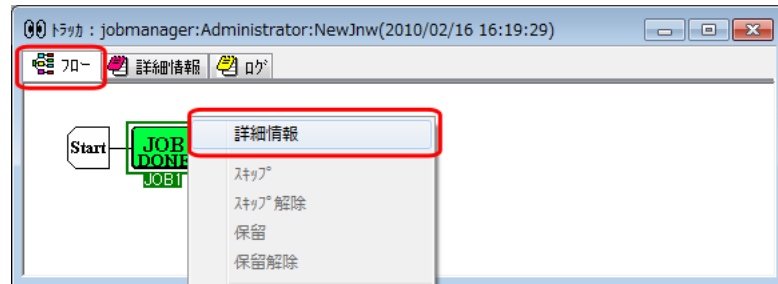 ﾄﾗｯｶ : jobmanager:Administrator:NewJnw(2010/02/16 16:19:29)
ﾌﾛｰ 詳細情報 ﾛｸﾞ
Start
JOB
DONE
JOB1
詳細情報
ｽｷｯﾌﾟ
ｽｷｯﾌﾟ解除
保留
保留解除